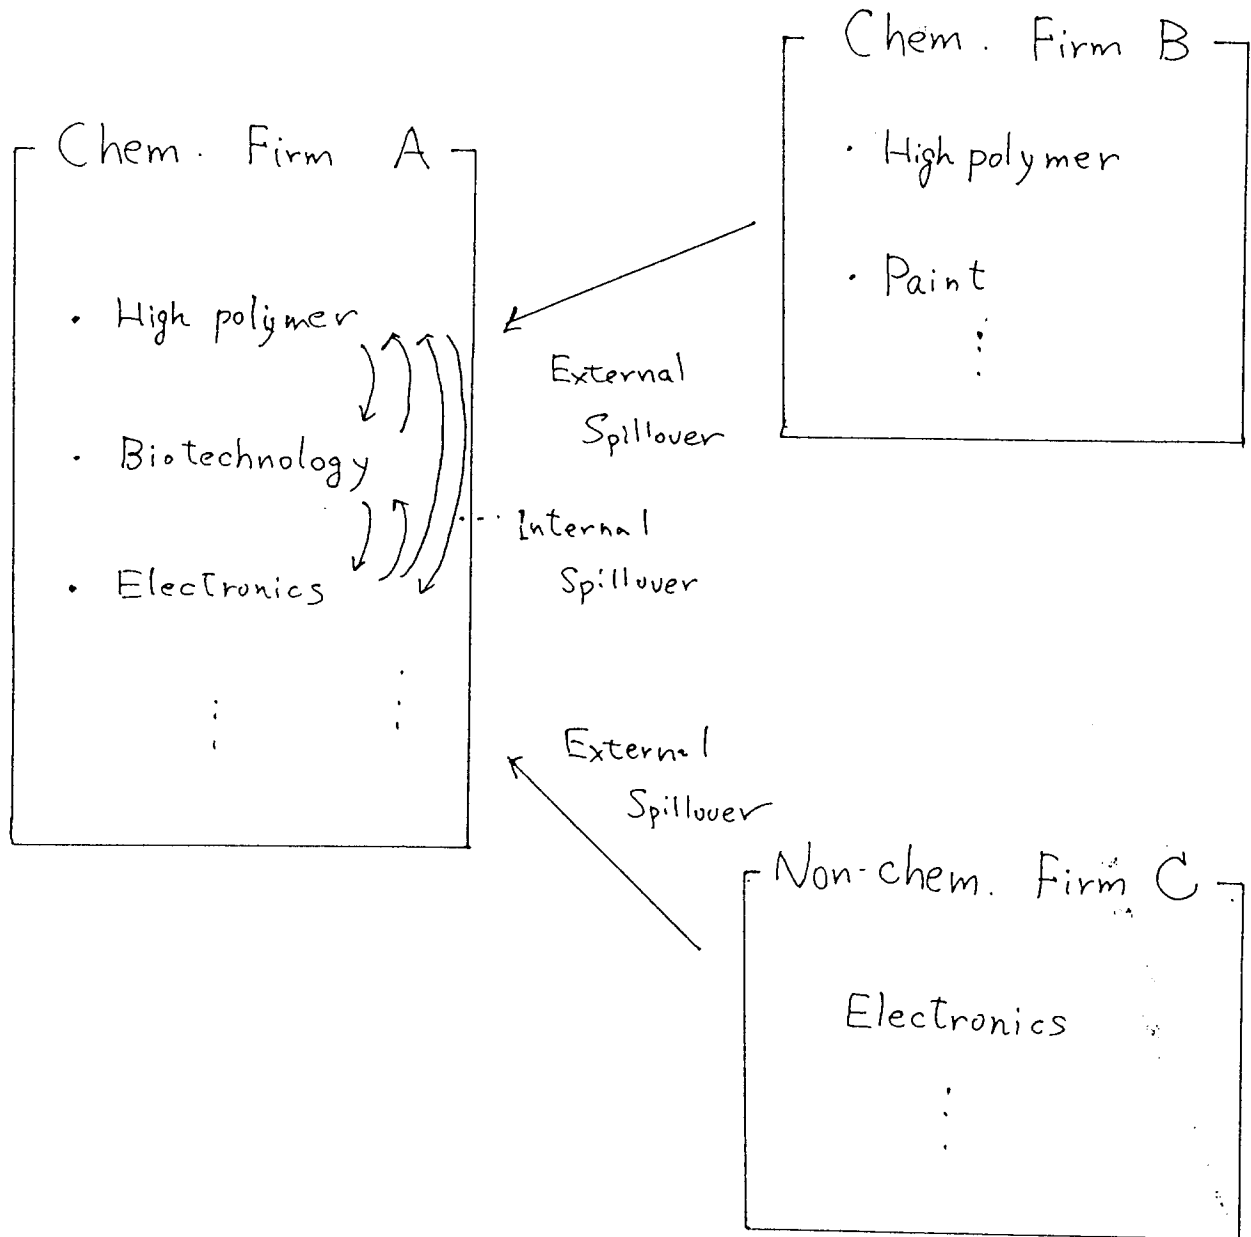 Chem. Firm A
· High polymer
· Biotechnology
· Electronics
External
Spillover
Internal
Spillover
External
Spillover
Chem. Firm B
· High polymer
· Paint
Non-chem. Firm C
Electronics